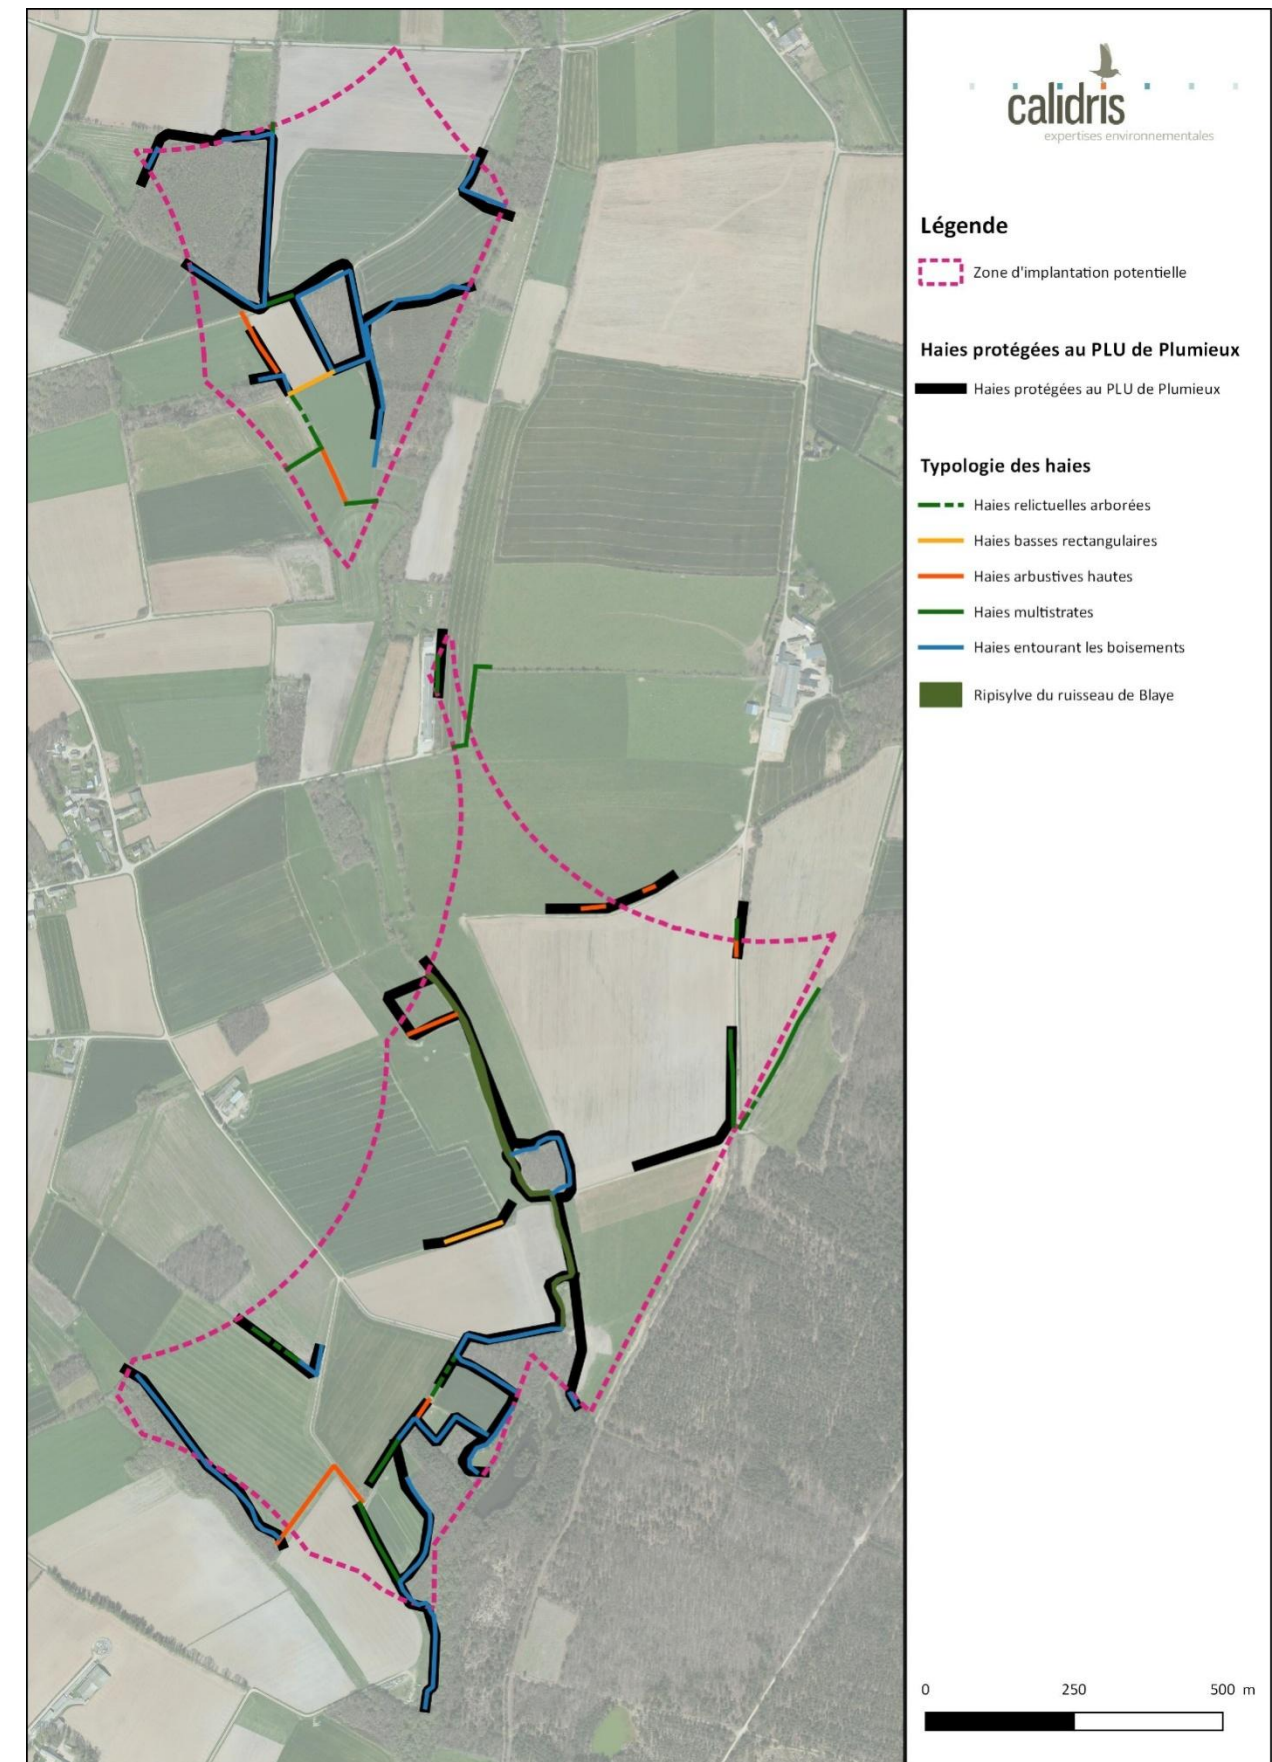 calidris
expertises environnementales
Légende
Zone d'implantation potentielle
Haies protégées au PLU de Plumieux
Haies protégées au PLU de Plumieux
Typologie des haies
Haies relictuelles arborées
Haies basses rectangulaires
Haies arbustives hautes
Haies multistrates
Haies entourant les boisements
Ripisylve du ruisseau de Blaye
0 250 500 m